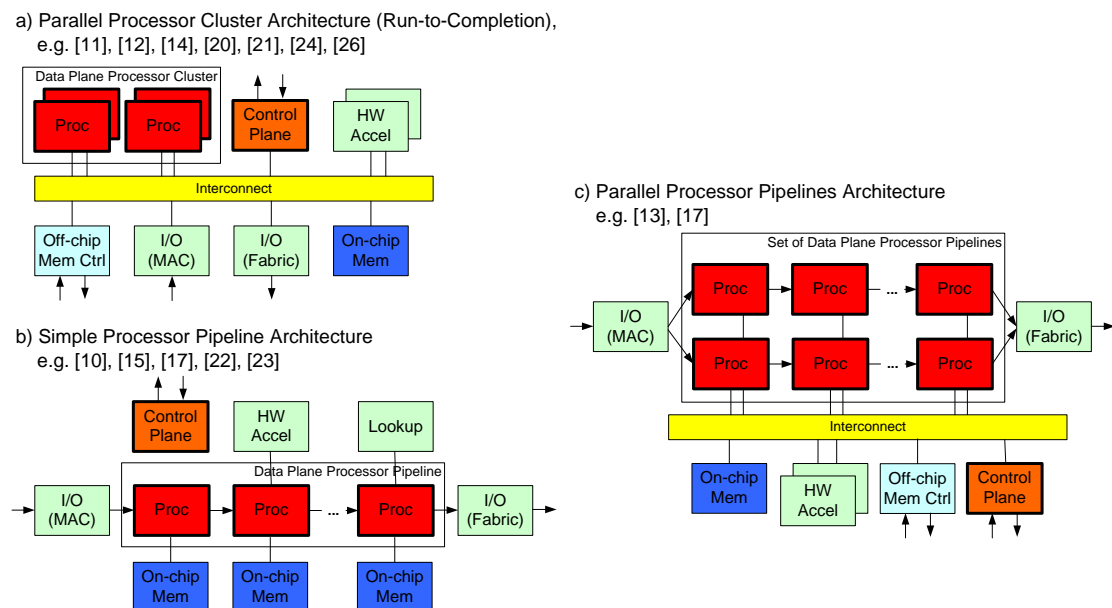 a) Parallel Processor Cluster Architecture (Run-to-Completion),
e.g. [11], [12], [14], [20], [21], [24], [26]
Data Plane Processor Cluster
Proc
Proc
Control
Plane
HW
Accel
Interconnect
Off-chip
Mem Ctrl
I/O
(MAC)
I/O
(Fabric)
On-chip
Mem
b) Simple Processor Pipeline Architecture
e.g. [10], [15], [17], [22], [23]
Control
Plane
HW
Accel
Lookup
Data Plane Processor Pipeline
I/O
(MAC)
Proc
Proc
...
Proc
I/O
(Fabric)
On-chip
Mem
On-chip
Mem
On-chip
Mem
c) Parallel Processor Pipelines Architecture
e.g. [13], [17]
Set of Data Plane Processor Pipelines
Proc
Proc
...
Proc
I/O
(MAC)
I/O
(Fabric)
Proc
Proc
...
Proc
Interconnect
On-chip
Mem
HW
Accel
Off-chip
Mem Ctrl
Control
Plane